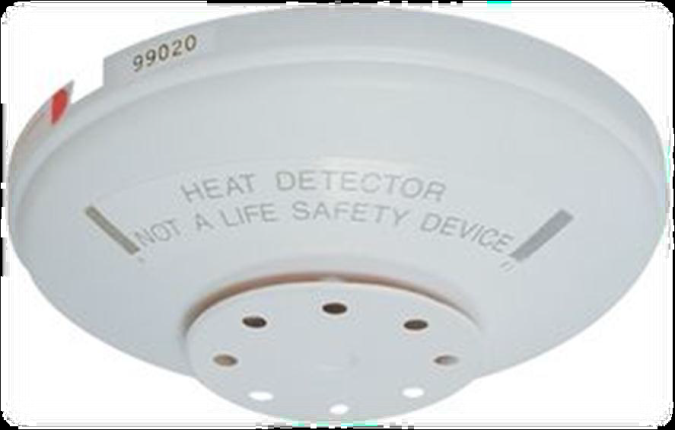 99020
HEAT DETECTOR
NOT A LIFE SAFETY DEVICE